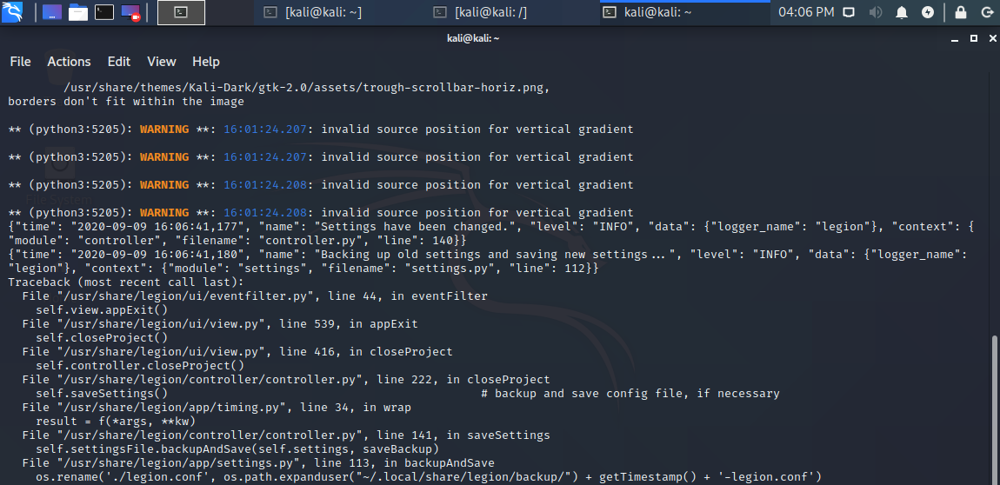 [kali@kali: ~]
[kali@kali: /]
kali@kali: ~
04:06 PM
kali@kali: ~
File Actions Edit View Help
/usr/share/themes/Kali-Dark/gtk-2.0/assets/trough-scrollbar-horiz.png,
borders don't fit within the image
** (python3:5205): WARNING **: 16:01:24.207: invalid source position for vertical gradient
** (python3:5205): WARNING **: 16:01:24.207: invalid source position for vertical gradient
** (python3:5205): WARNING **: 16:01:24.208: invalid source position for vertical gradient
** (python3:5205): WARNING **: 16:01:24.208: invalid source position for vertical gradient
{"time": "2020-09-09 16:06:41,177", "name": "Settings have been changed.", "level": "INFO", "data": {"logger_name": "legion"}, "context": {
"module": "controller", "filename": "controller.py", "line": 140}}
{"time": "2020-09-09 16:06:41,180", "name": "Backing up old settings and saving new settings...", "level": "INFO", "data": {"logger_name":
"legion"}, "context": {"module": "settings", "filename": "settings.py", "line": 112}}
Traceback (most recent call last):
File "/usr/share/legion/ui/eventfilter.py", line 44, in eventFilter
self.view.appExit()
File "/usr/share/legion/ui/view.py", line 539, in appExit
self.closeProject()
File "/usr/share/legion/ui/view.py", line 416, in closeProject
self.controller.closeProject()
File "/usr/share/legion/controller/controller.py", line 222, in closeProject
self.saveSettings() # backup and save config file, if necessary
File "/usr/share/legion/app/timing.py", line 34, in wrap
result = f(*args, **kw)
File "/usr/share/legion/controller/controller.py", line 141, in saveSettings
self.settingsFile.backupAndSave(self.settings, saveBackup)
File "/usr/share/legion/app/settings.py", line 113, in backupAndSave
os.rename('./legion.conf', os.path.expanduser("~/.local/share/legion/backup/") + getTimestamp() + '-legion.conf')